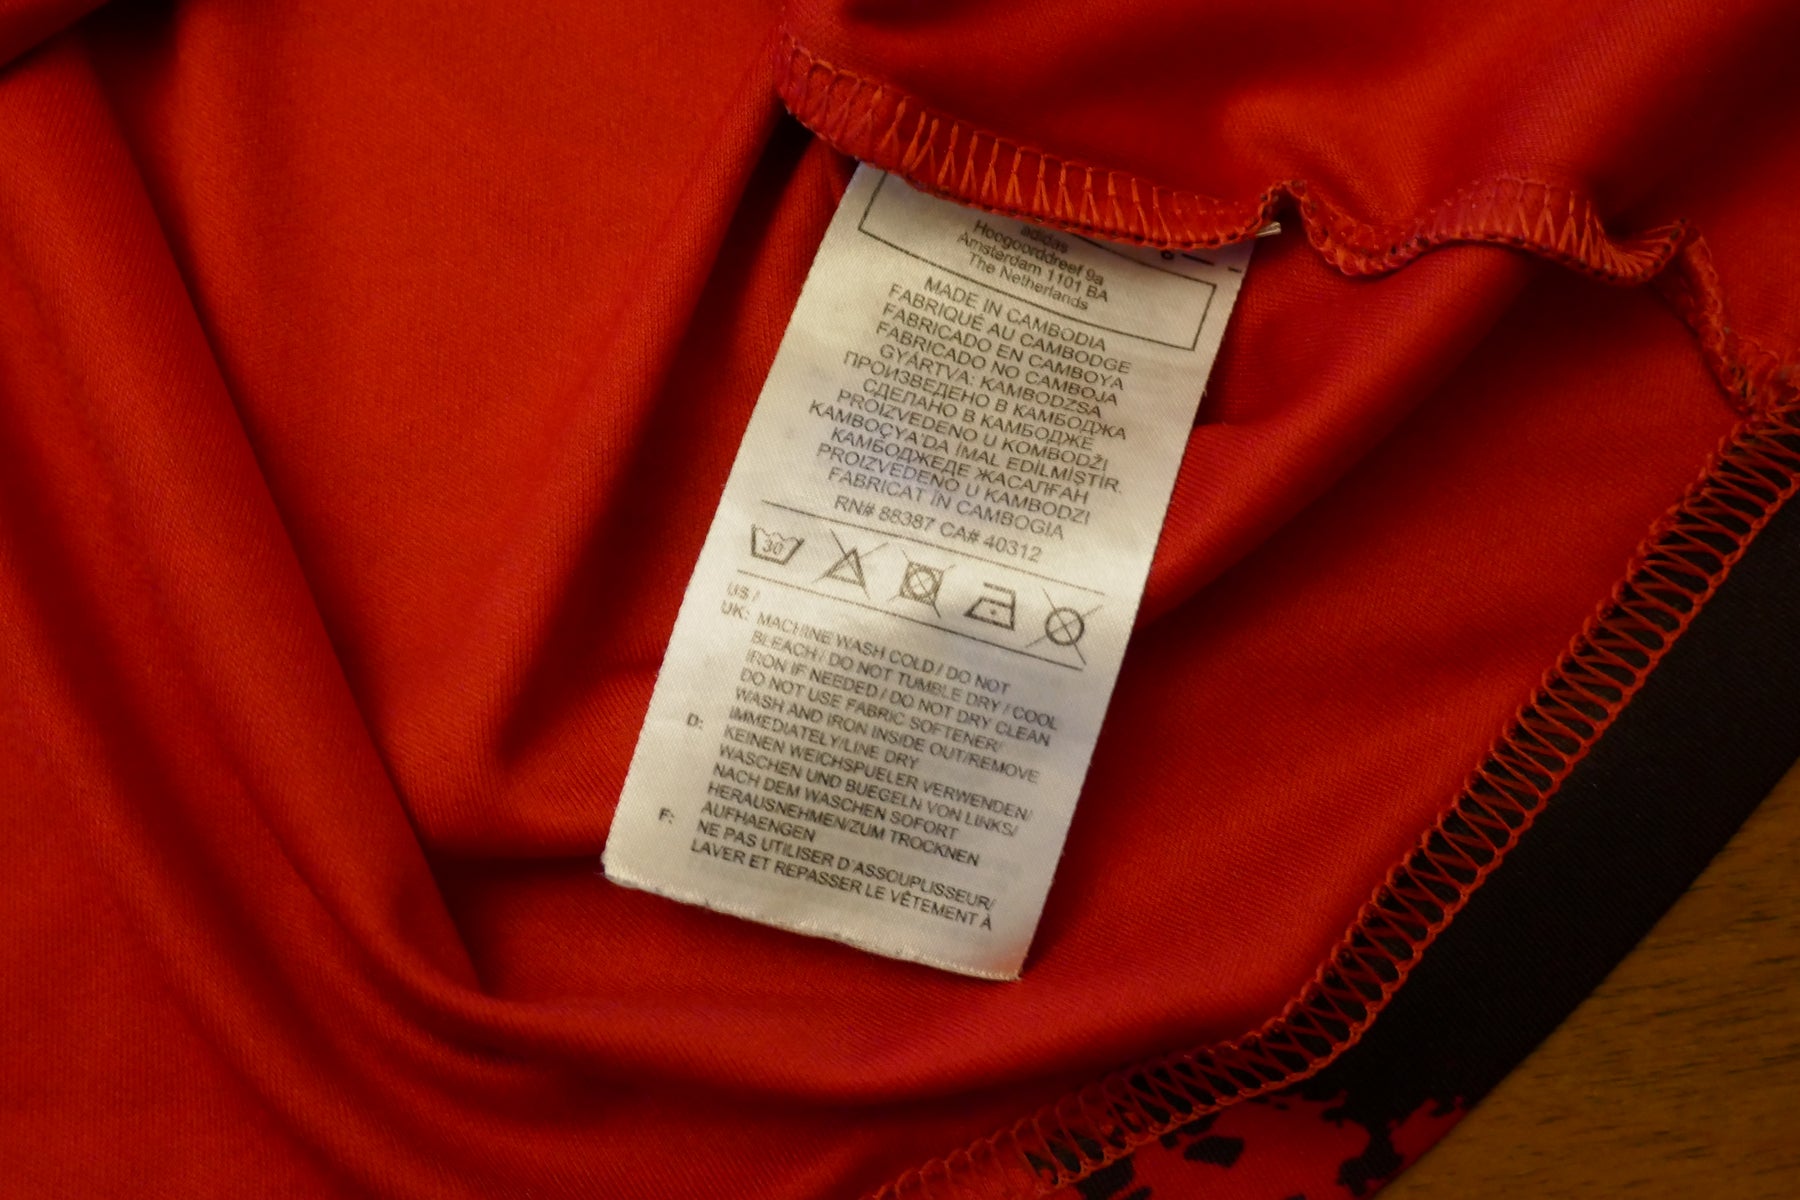 adidas
Hoogoorddreef 9a
Amsterdam 1101 BA
The Netherlands
MADE IN CAMBODIA
FABRIQUÉ AU CAMBODGE
FABRICADO EN CAMBOYA
FABRICADO NO CAMBOJA
GYÁRTVA: KAMBODZSA
ПРОИЗВЕДЕНО В КАМБОДЖА
СДЕЛАНО В КАМБОДЖЕ
PROIZVEDENO U KOMBODŽI
KAMBOÇYA'DA İMAL EDİLMİŞTİR.
КАМБОДЖЕДЕ ЖАСАЛҒАН
PROIZVEDENO U KAMBODZI
FABRICAT ÎN CAMBOGIA
RN# 88387 CA# 40312
30
US /
UK: MACHINE WASH COLD / DO NOT
BLEACH / DO NOT TUMBLE DRY / COOL
IRON IF NEEDED / DO NOT DRY CLEAN
DO NOT USE FABRIC SOFTENER/
WASH AND IRON INSIDE OUT/REMOVE
IMMEDIATELY/LINE DRY
D: KEINEN WEICHSPUELER VERWENDEN/
WASCHEN UND BUEGELN VON LINKS/
NACH DEM WASCHEN SOFORT
HERAUSNEHMEN/ZUM TROCKNEN
AUFHAENGEN
F: NE PAS UTILISER D'ASSOUPLISSEUR/
LAVER ET REPASSER LE VÊTEMENT À